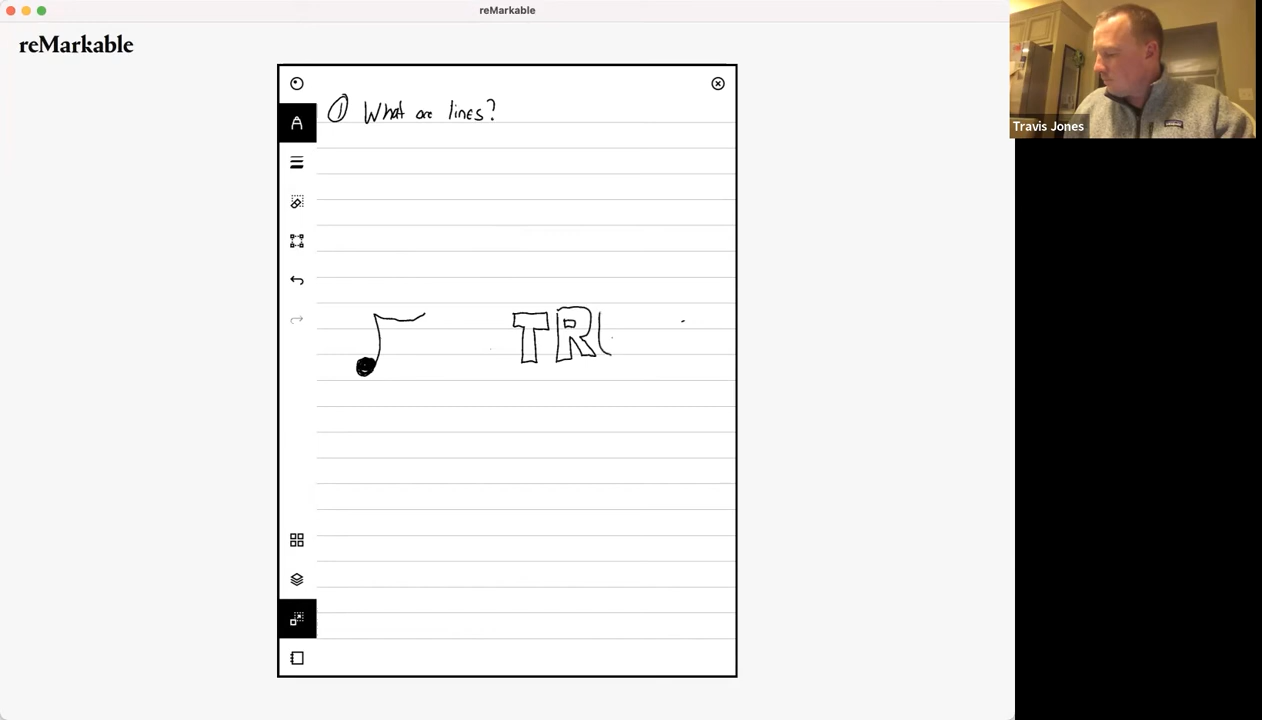 reMarkable
reMarkable
① What are lines?
TR
Travis Jones